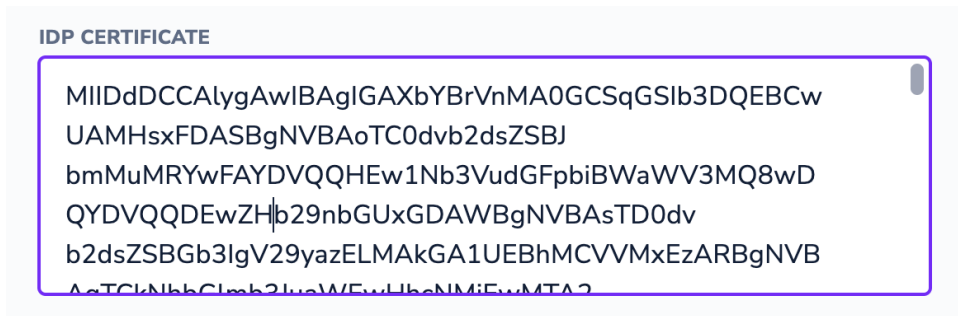 IDP CERTIFICATE
MIIDdDCCAlygAwIBAgIGAXbYBrVnMA0GCSqGSIb3DQEBCw
UAMHsxFDASBgNVBAoTC0dvb2dsZSBJ
bmMuMRYwFAYDVQQHEw1Nb3VudGFpbiBWaWV3MQ8wD
QYDVQQDEwZHb29nbGUxGDAWBgNVBAsTD0dv
b2dsZSBGb3IgV29yazELMAkGA1UEBhMCVVMxEzARBgNVB